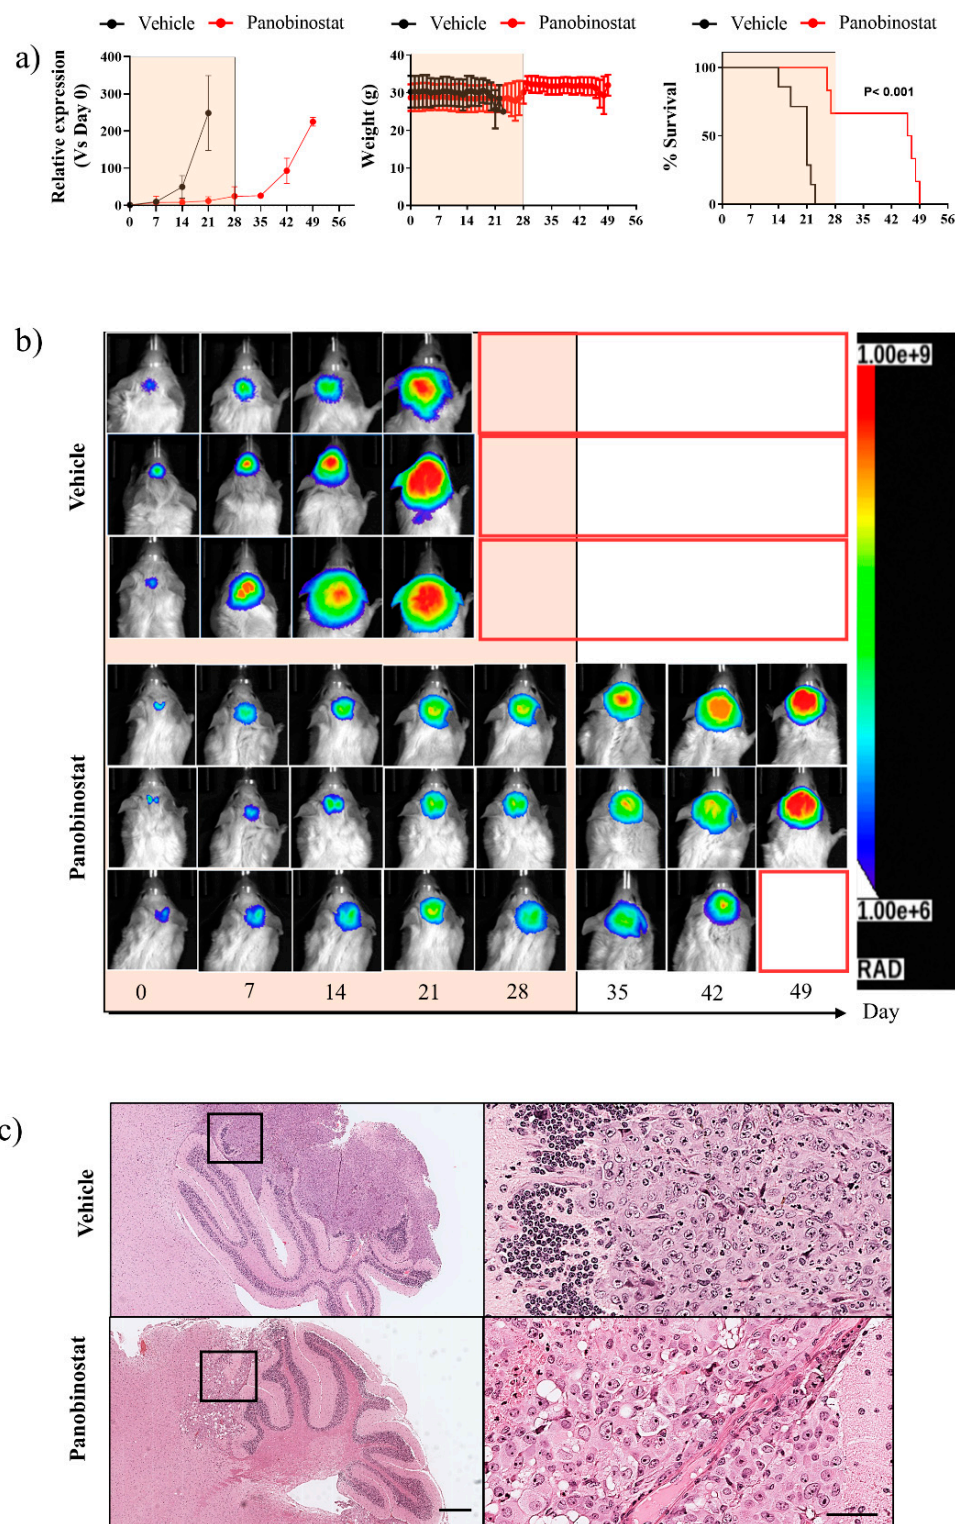 Vehicle Panobinostat Vehicle Panobinostat Vehicle Panobinostat
a)
Relative expression
(Vs Day 0)
400
300
200
100
0
0 7 14 21 28 35 42 49 56
Weight (g)
40
30
20
10
0
0 7 14 21 28 35 42 49 56
% Survival
100
50
0
P< 0.001
0 7 14 21 28 35 42 49 56
b)
Vehicle
Panobinostat
1.00e+9
1.00e+6
RAD
0 7 14 21 28 35 42 49
Day
c)
Vehicle
Panobinostat